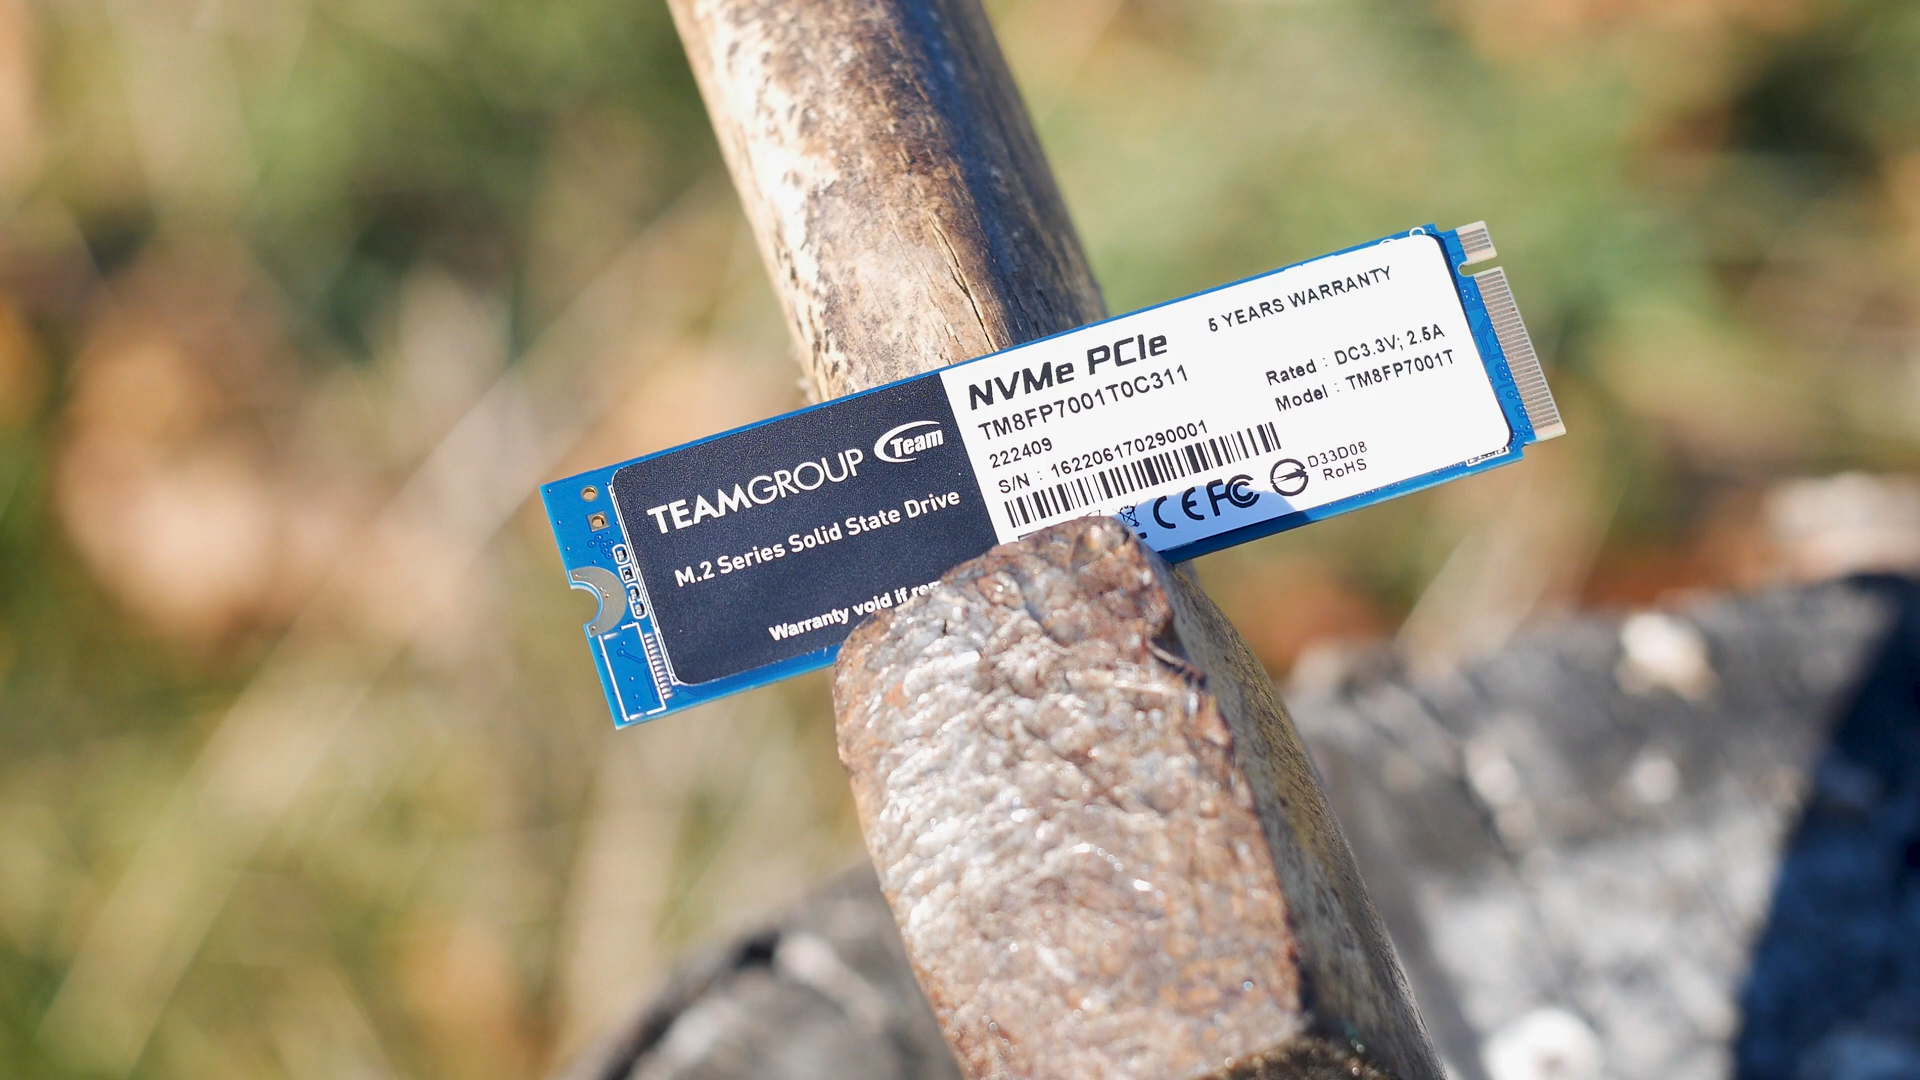 TEAMGROUP Team
M.2 Series Solid State Drive
Warranty void if
NVMe PCIe
TM8FP7001T0C311
222409
S/N : 162206170290001
5 YEARS WARRANTY
Rated : DC3.3V; 2.5A
Model : TM8FP7001T
CE FC
D33D08
RoHS